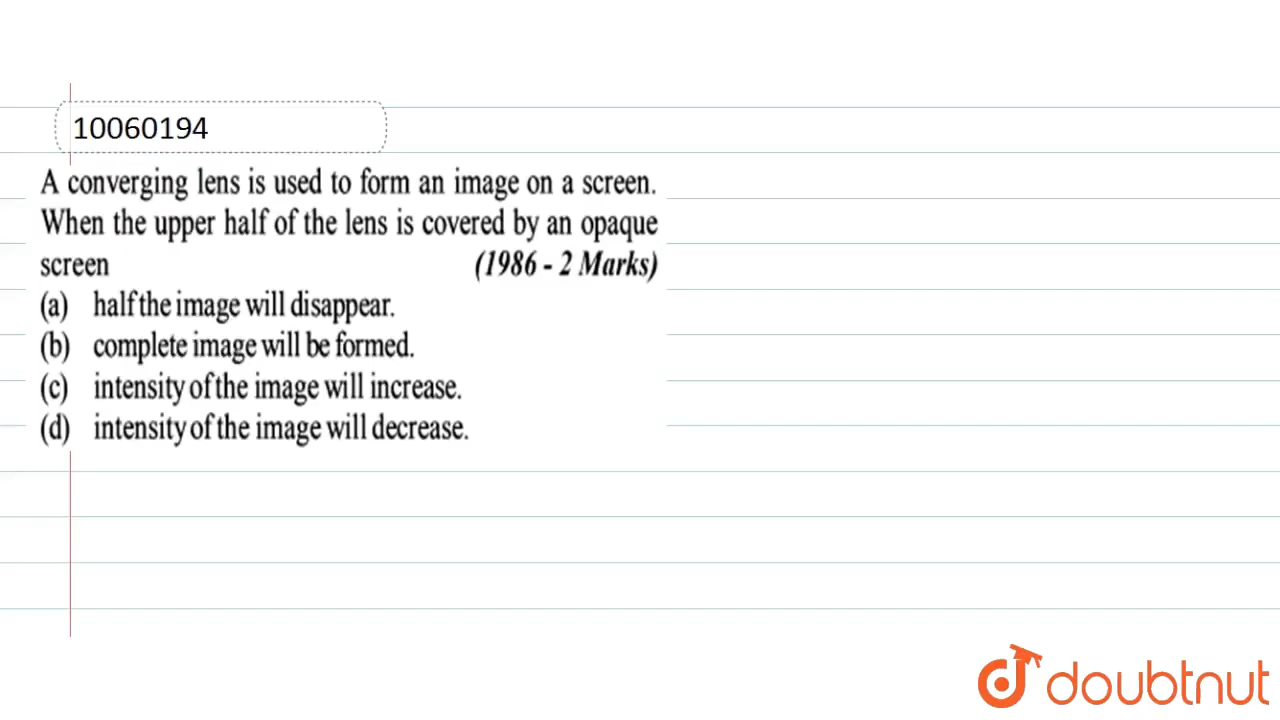 10060194
A converging lens is used to form an image on a screen.
When the upper half of the lens is covered by an opaque
screen (1986 - 2 Marks)
(a) half the image will disappear.
(b) complete image will be formed.
(c) intensity of the image will increase.
(d) intensity of the image will decrease.
doubtnut